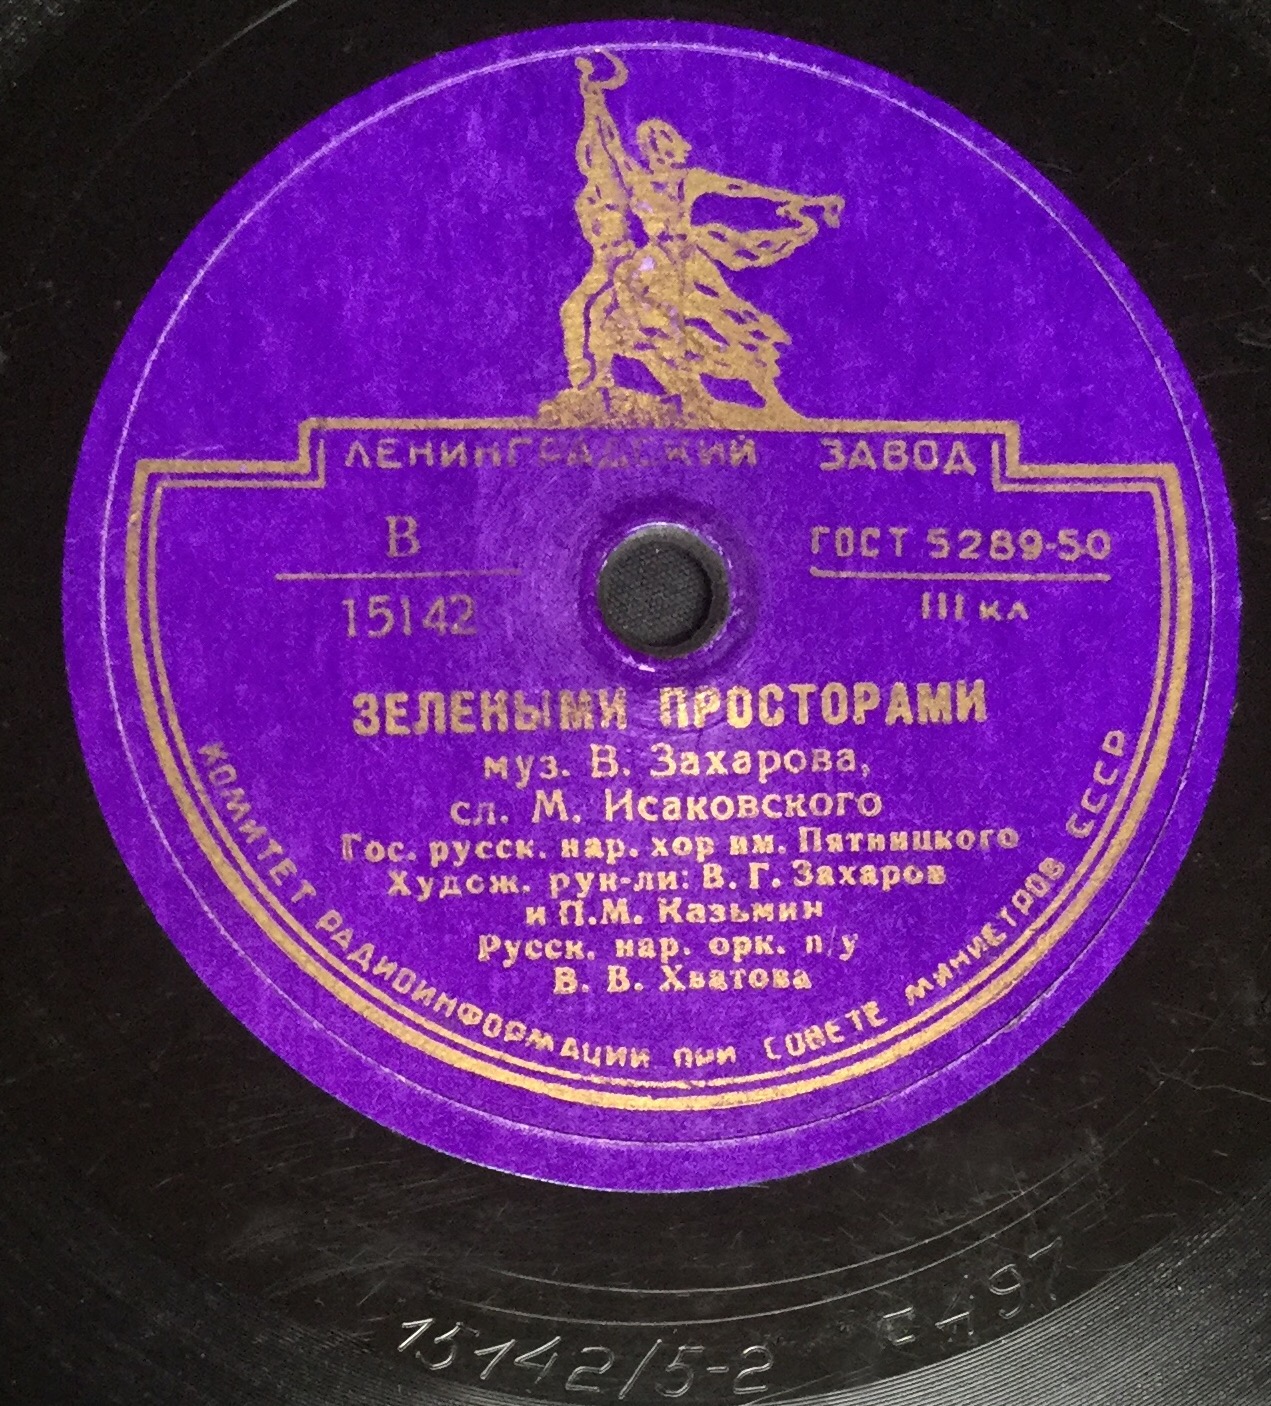 ЛЕНИНГРАДСКИЙ ЗАВОД
В
15142
ГОСТ 5289-50
III кл
ЗЕЛЕНЫМИ ПРОСТОРАМИ
муз. В. Захарова,
сл. М. Исаковского
Гос. русск. нар. хор им. Пятницкого
Худож. рук-ли: В. Г. Захаров
и П.М. Казьмин
Русск. нар. орк. п/у
В. В. Хватова
КОМИТЕТ РАДИОИНФОРМАЦИИ ПРИ СОВЕТЕ МИНИСТРОВ СССР
15142/5-2